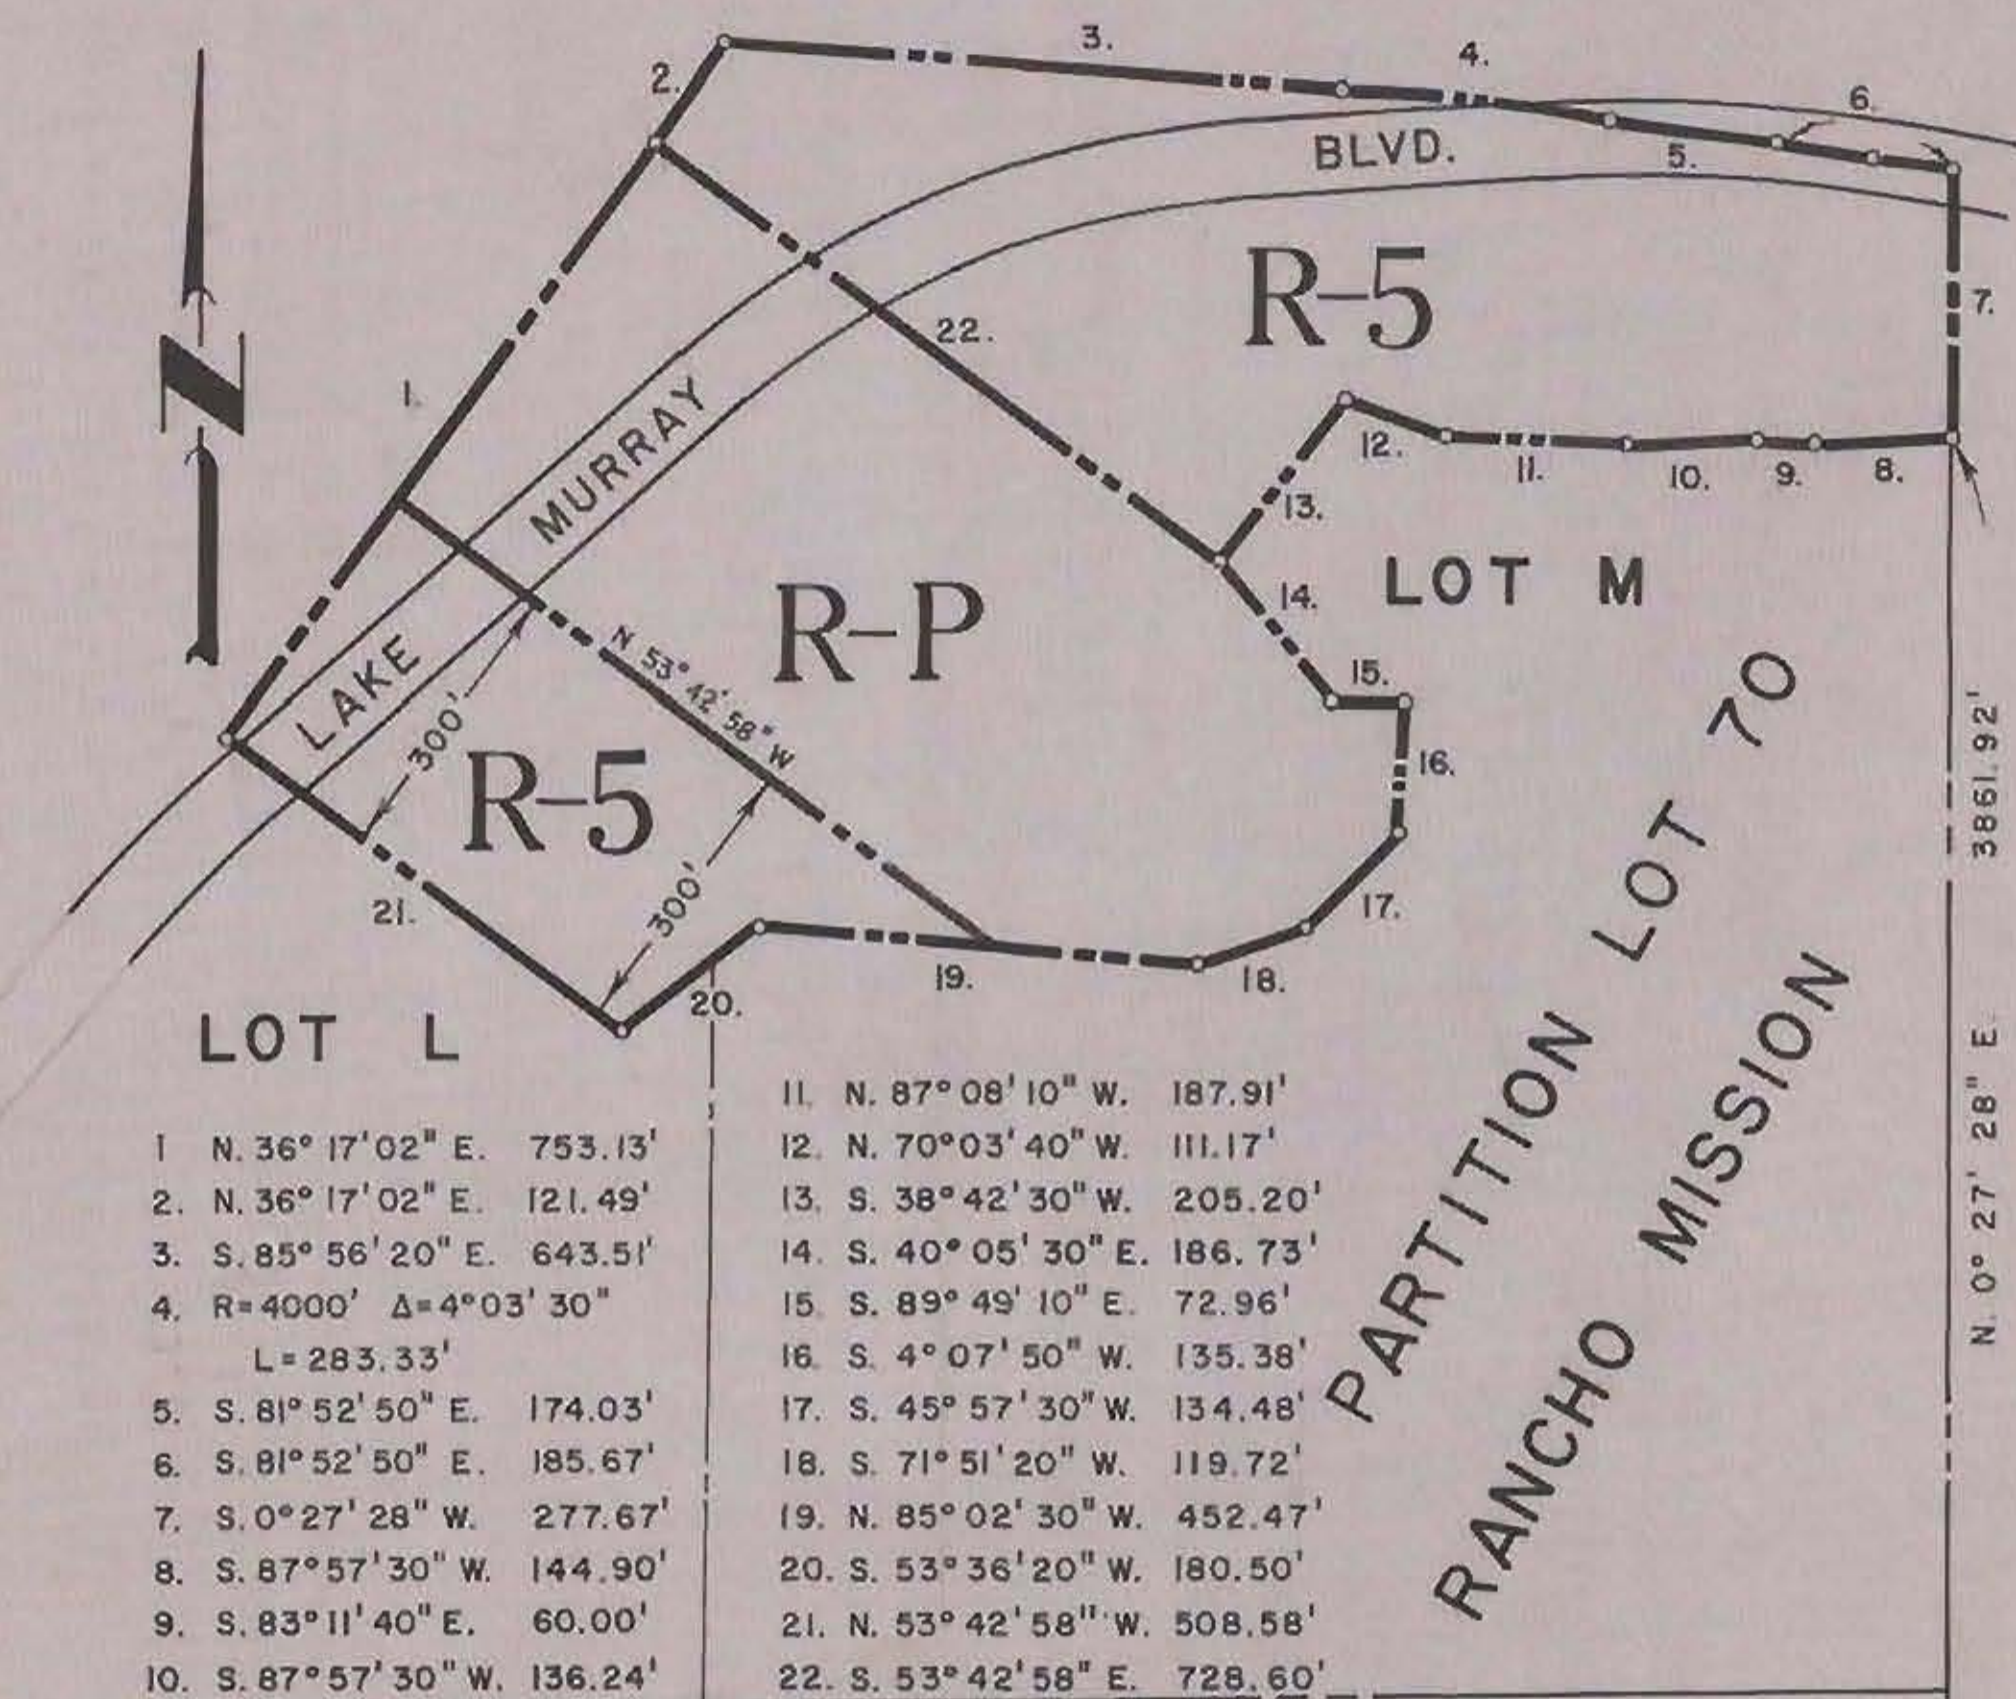 3.
4.
2.
6.
BLVD.
5.
R-5
7.
22.
1.
N
MURRAY
12.
11.
10.
9.
8.
13.
R-P
14.
LOT M
LAKE
300'
N 53° 42' 58" W
15.
R-5
16.
300'
17.
21.
19.
18.
20.
LOT L
PARTITION LOT 70
RANCHO MISSION
N. 0° 27' 28" E. 3861.92'
1 N. 36° 17' 02" E. 753.13'
2. N. 36° 17' 02" E. 121.49'
3. S. 85° 56' 20" E. 643.51'
4. R=4000' Δ=4°03' 30"
L= 283.33'
5. S. 81° 52' 50" E. 174.03'
6. S. 81° 52' 50" E. 185.67'
7. S. 0° 27' 28" W. 277.67'
8. S. 87° 57' 30" W. 144.90'
9. S. 83° 11' 40" E. 60.00'
10. S. 87° 57' 30" W. 136.24'
11. N. 87° 08' 10" W. 187.91'
12. N. 70° 03' 40" W. 111.17'
13. S. 38° 42' 30" W. 205.20'
14. S. 40° 05' 30" E. 186.73'
15. S. 89° 49' 10" E. 72.96'
16. S. 4° 07' 50" W. 135.38'
17. S. 45° 57' 30" W. 134.48'
18. S. 71° 51' 20" W. 119.72'
19. N. 85° 02' 30" W. 452.47'
20. S. 53° 36' 20" W. 180.50'
21. N. 53° 42' 58" W. 508.58'
22. S. 53° 42' 58" E. 728.60'